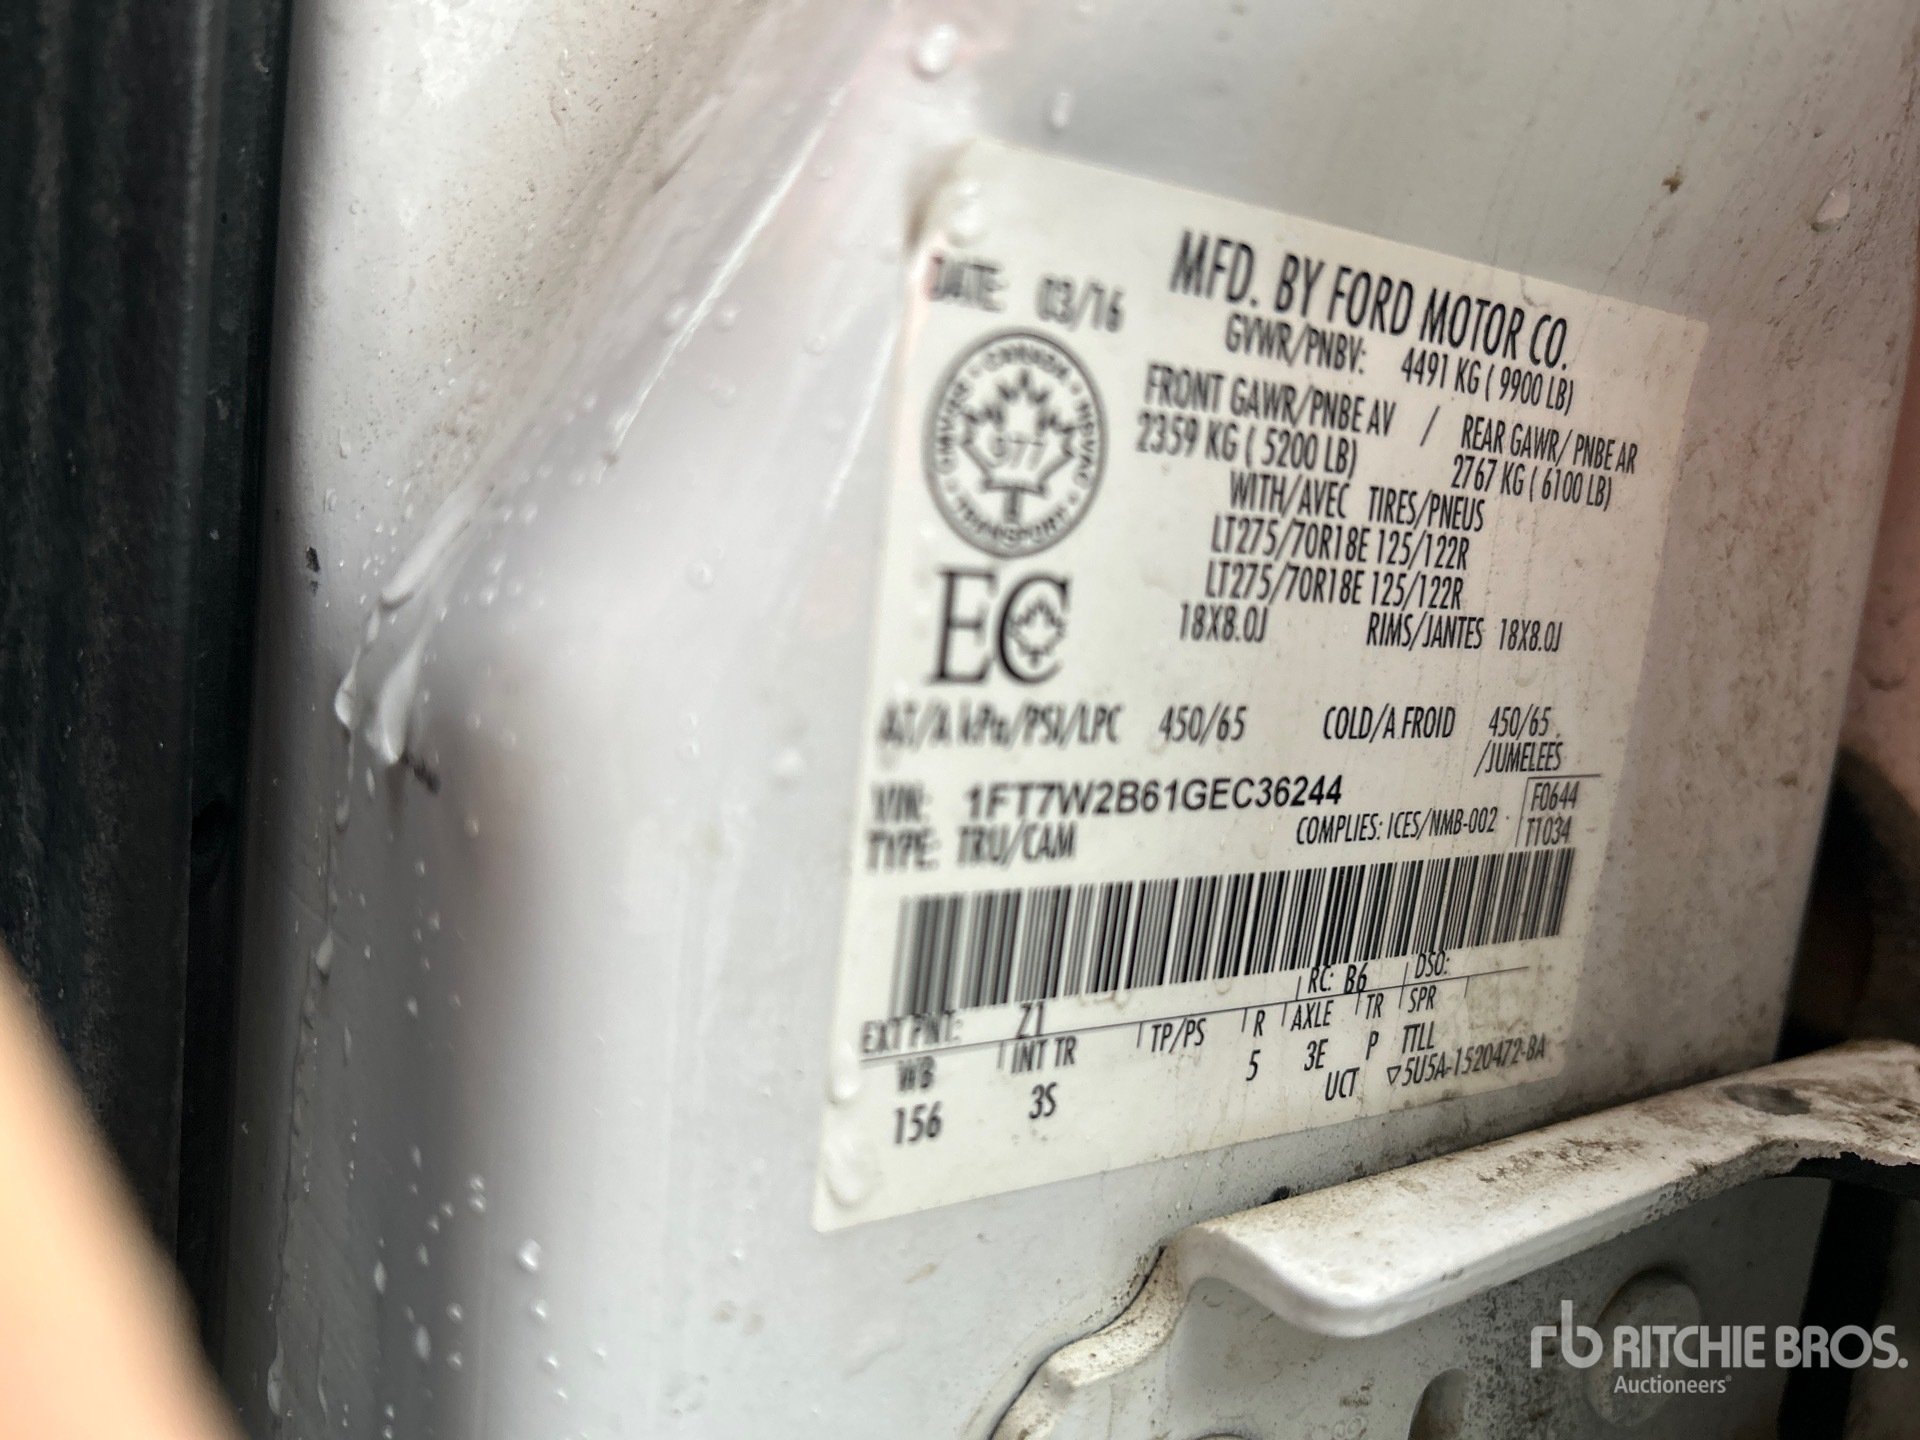 MFD. BY FORD MOTOR CO.
DATE: 03/16
GVWR/PNBV: 4491 KG ( 9900 LB)
FRONT GAWR/PNBE AV / REAR GAWR/ PNBE AR
2359 KG ( 5200 LB) 2767 KG ( 6100 LB)
WITH/AVEC TIRES/PNEUS
LT275/70R18E 125/122R
LT275/70R18E 125/122R
18X8.0J RIMS/JANTES 18X8.0J
CANADA
977
TRANSPORT
EC
AT/A kPa/PSI/LPC 450/65 COLD/A FROID 450/65
/JUMELEES
VIN: 1FT7W2B61GEC36244
F0644
TYPE: TRU/CAM COMPLIES: ICES/NMB-002 T1034
RC: B6 DSO:
EXT PNT: Z1
WB INT TR TP/PS R AXLE TR SPR
156 3S 5 3E P TTLL
UCT ▽5U5A-1520472-BA
rb RITCHIE BROS.
Auctioneers